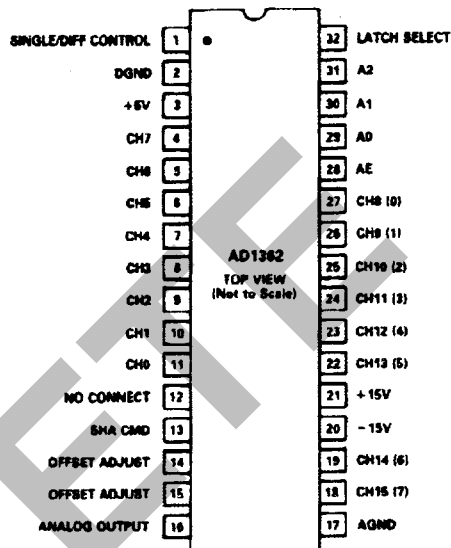 SINGLE/DIFF CONTROL 1
DGND 2
+5V 3
CH7 4
CH6 5
CH5 6
CH4 7
CH3 8
CH2 9
CH1 10
CH0 11
NO CONNECT 12
SHA CMD 13
OFFSET ADJUST 14
OFFSET ADJUST 15
ANALOG OUTPUT 16
AD1362
TOP VIEW
(Not to Scale)
32 LATCH SELECT
31 A2
30 A1
29 A0
28 AE
27 CH8 (0)
26 CH9 (1)
25 CH10 (2)
24 CH11 (3)
23 CH12 (4)
22 CH13 (5)
21 +15V
20 -15V
19 CH14 (6)
18 CH15 (7)
17 AGND
ETE